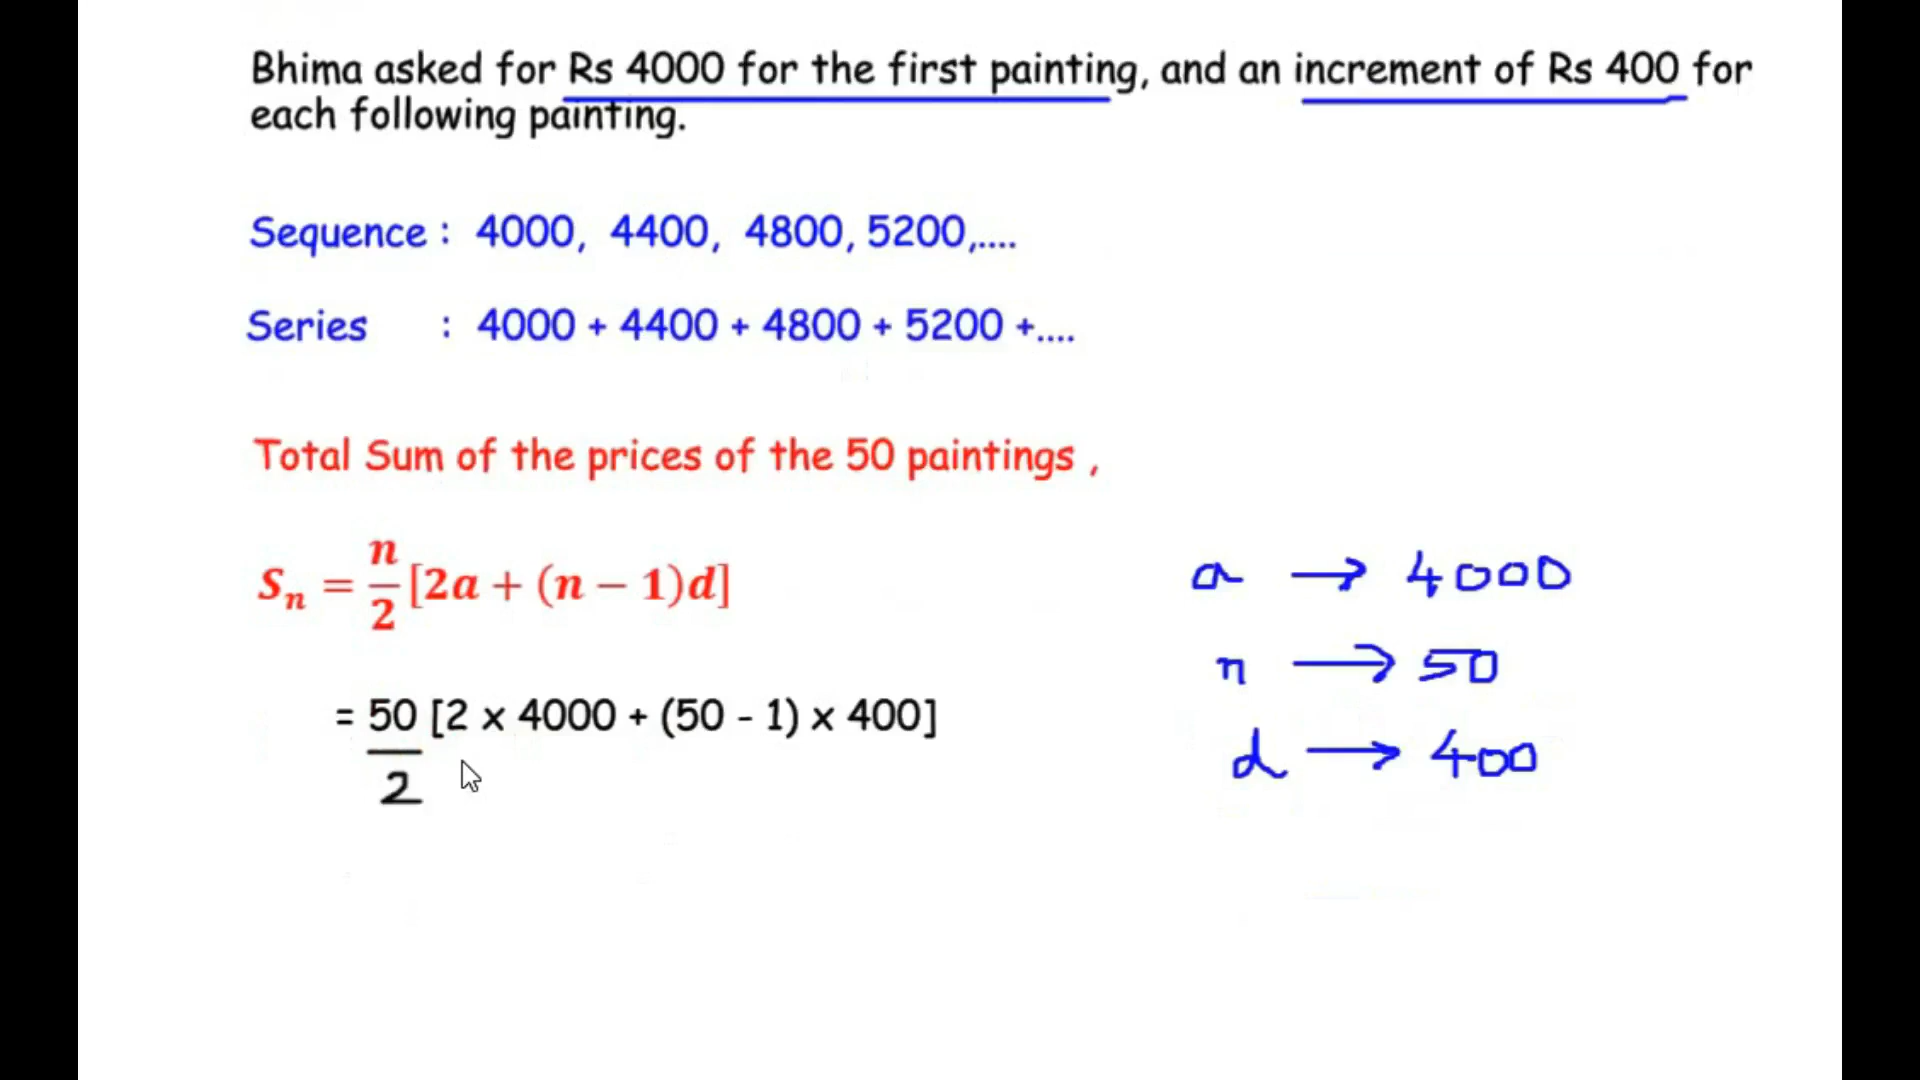 Bhima asked for Rs 4000 for the first painting, and an increment of Rs 400 for
each following painting.
Sequence : 4000, 4400, 4800, 5200,....
Series : 4000 + 4400 + 4800 + 5200 +....
Total Sum of the prices of the 50 paintings ,
Sₙ = n/2 [2a + (n − 1)d]
= 50/2 [2 x 4000 + (50 - 1) x 400]
a → 4000
n → 50
d → 400